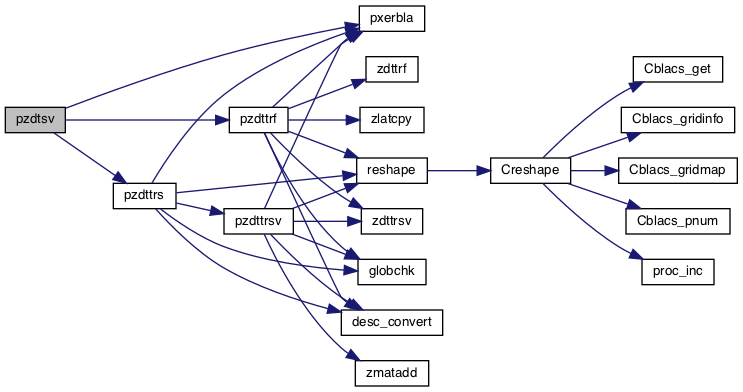 pzdtsv
pzdttrs
pzdttrf
pzdttrsv
pxerbla
zdttrf
zlatcpy
reshape
zdttrsv
globchk
desc_convert
zmatadd
Creshape
Cblacs_get
Cblacs_gridinfo
Cblacs_gridmap
Cblacs_pnum
proc_inc